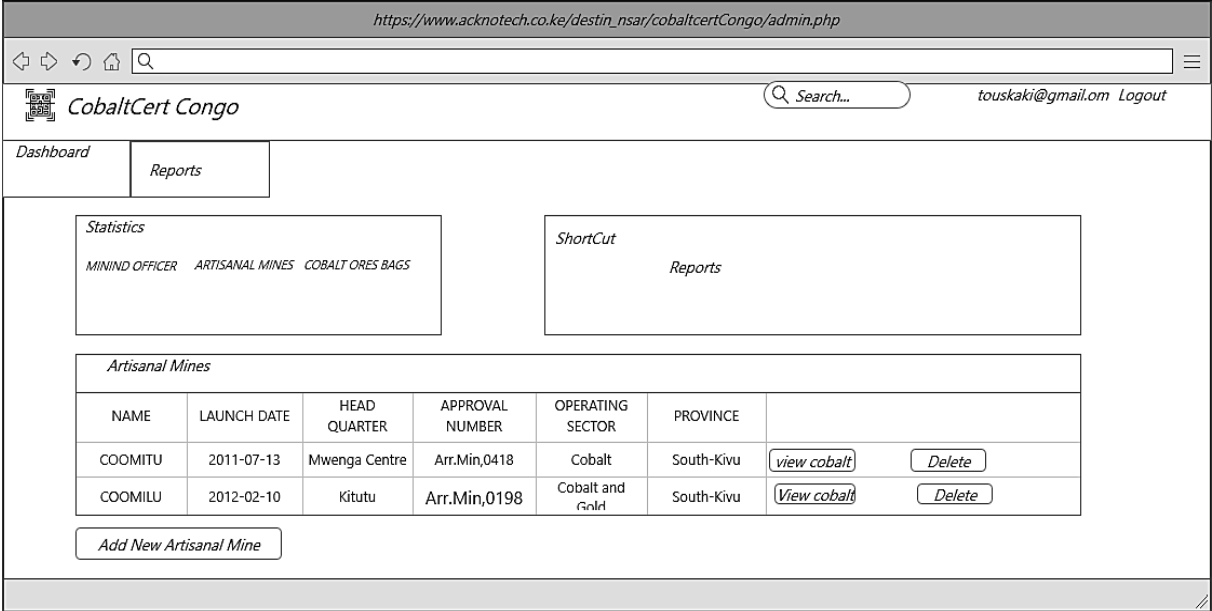 https://www.acknotech.co.ke/destin_nsar/cobaltcertCongo/admin.php
CobaltCert Congo
Search...
touskaki@gmail.om Logout
Dashboard
Reports
Statistics
MININD OFFICER ARTISANAL MINES COBALT ORES BAGS
ShortCut
Reports
Artisanal Mines
NAME LAUNCH DATE HEAD QUARTER APPROVAL NUMBER OPERATING SECTOR PROVINCE
COOMITU 2011-07-13 Mwenga Centre Arr.Min,0418 Cobalt South-Kivu view cobalt Delete
COOMILU 2012-02-10 Kitutu Arr.Min,0198 Cobalt and Gold South-Kivu View cobalt Delete
Add New Artisanal Mine